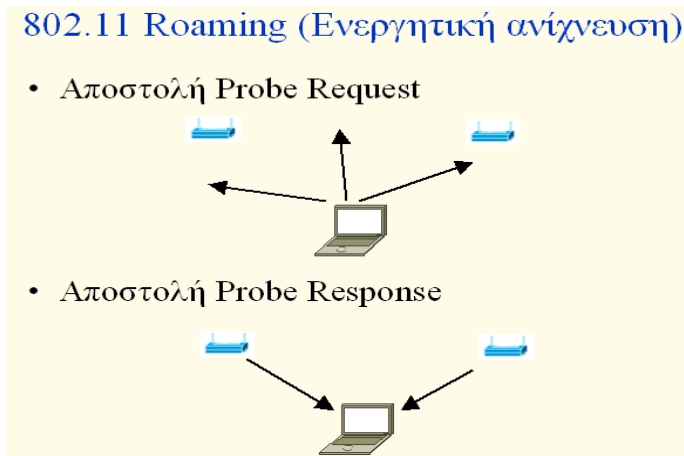 802.11 Roaming (Ενεργητική ανίχνευση)
• Αποστολή Probe Request
• Αποστολή Probe Response